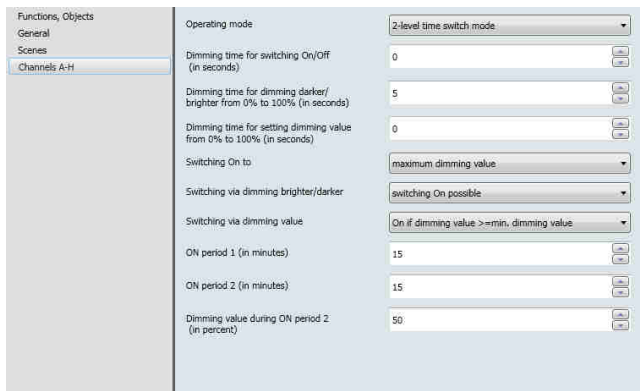 Functions, Objects
General
Scenes
Channels A-H
Operating mode
2-level time switch mode
Dimming time for switching On/Off
(in seconds)
0
Dimming time for dimming darker/
brighter from 0% to 100% (in seconds)
5
Dimming time for setting dimming value
from 0% to 100% (in seconds)
0
Switching On to
maximum dimming value
Switching via dimming brighter/darker
switching On possible
Switching via dimming value
On if dimming value >=min. dimming value
ON period 1 (in minutes)
15
ON period 2 (in minutes)
15
Dimming value during ON period 2
(in percent)
50